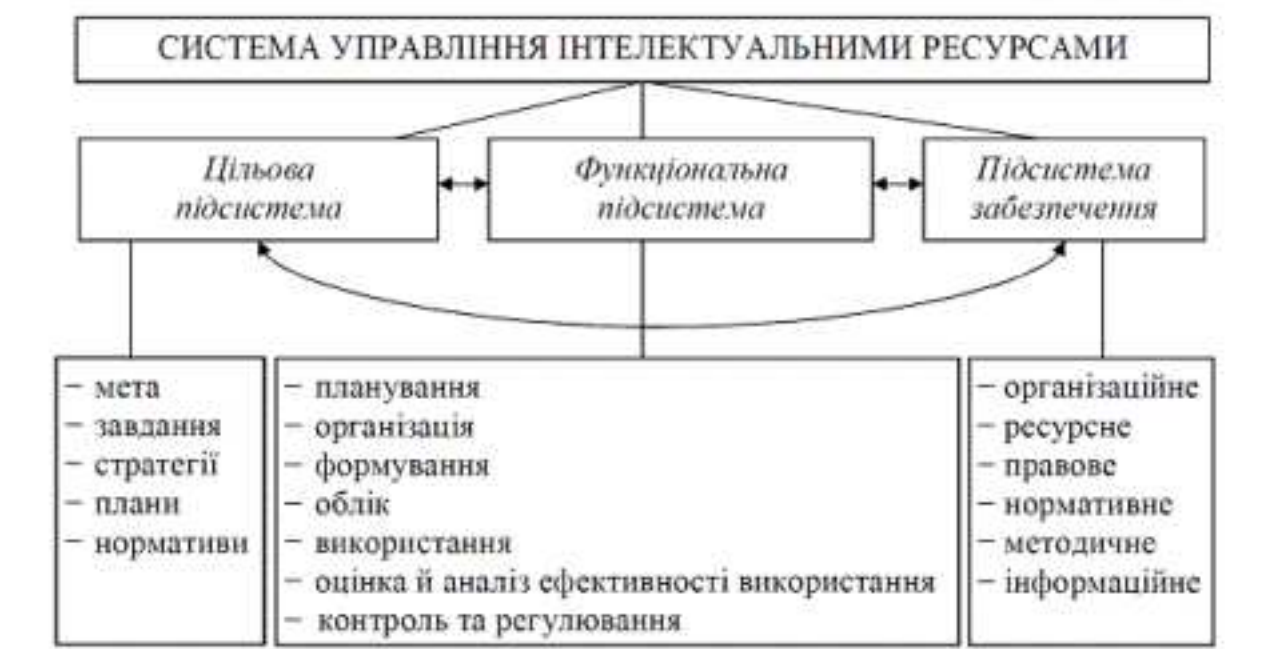 СИСТЕМА УПРАВЛІННЯ ІНТЕЛЕКТУАЛЬНИМИ РЕСУРСАМИ
Цільова
підсистема
Функціональна
підсистема
Підсистема
забезпечення
– мета
– завдання
– стратегії
– плани
– нормативи
– планування
– організація
– формування
– облік
– використання
– оцінка й аналіз ефективності використання
– контроль та регулювання
– організаційне
– ресурсне
– правове
– нормативне
– методичне
– інформаційне